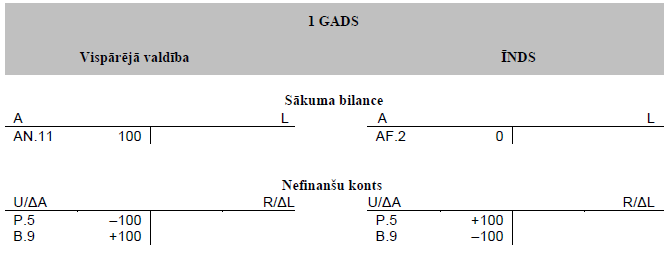 1 GADS
Vispārējā valdība ĪNDS
Sākuma bilance
A L A L
AN.11 100 AF.2 0
Nefinanšu konts
U/ΔA R/ΔL U/ΔA R/ΔL
P.5 –100 P.5 +100
B.9 +100 B.9 –100